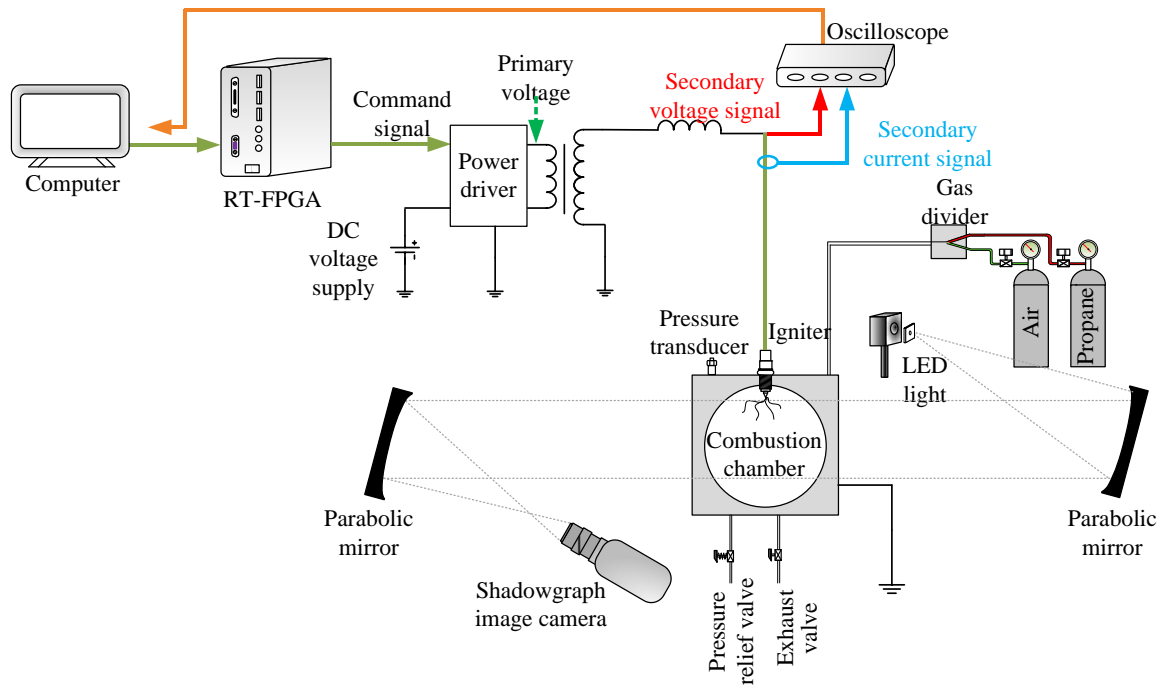 Oscilloscope
Primary
voltage
Secondary
voltage signal
Command
signal
Secondary
current signal
Computer
RT-FPGA
Power
driver
DC
voltage
supply
Gas
divider
Air
Propane
Pressure
transducer
Igniter
LED
light
Combustion
chamber
Parabolic
mirror
Parabolic
mirror
Shadowgraph
image camera
Pressure
relief valve
Exhaust
valve